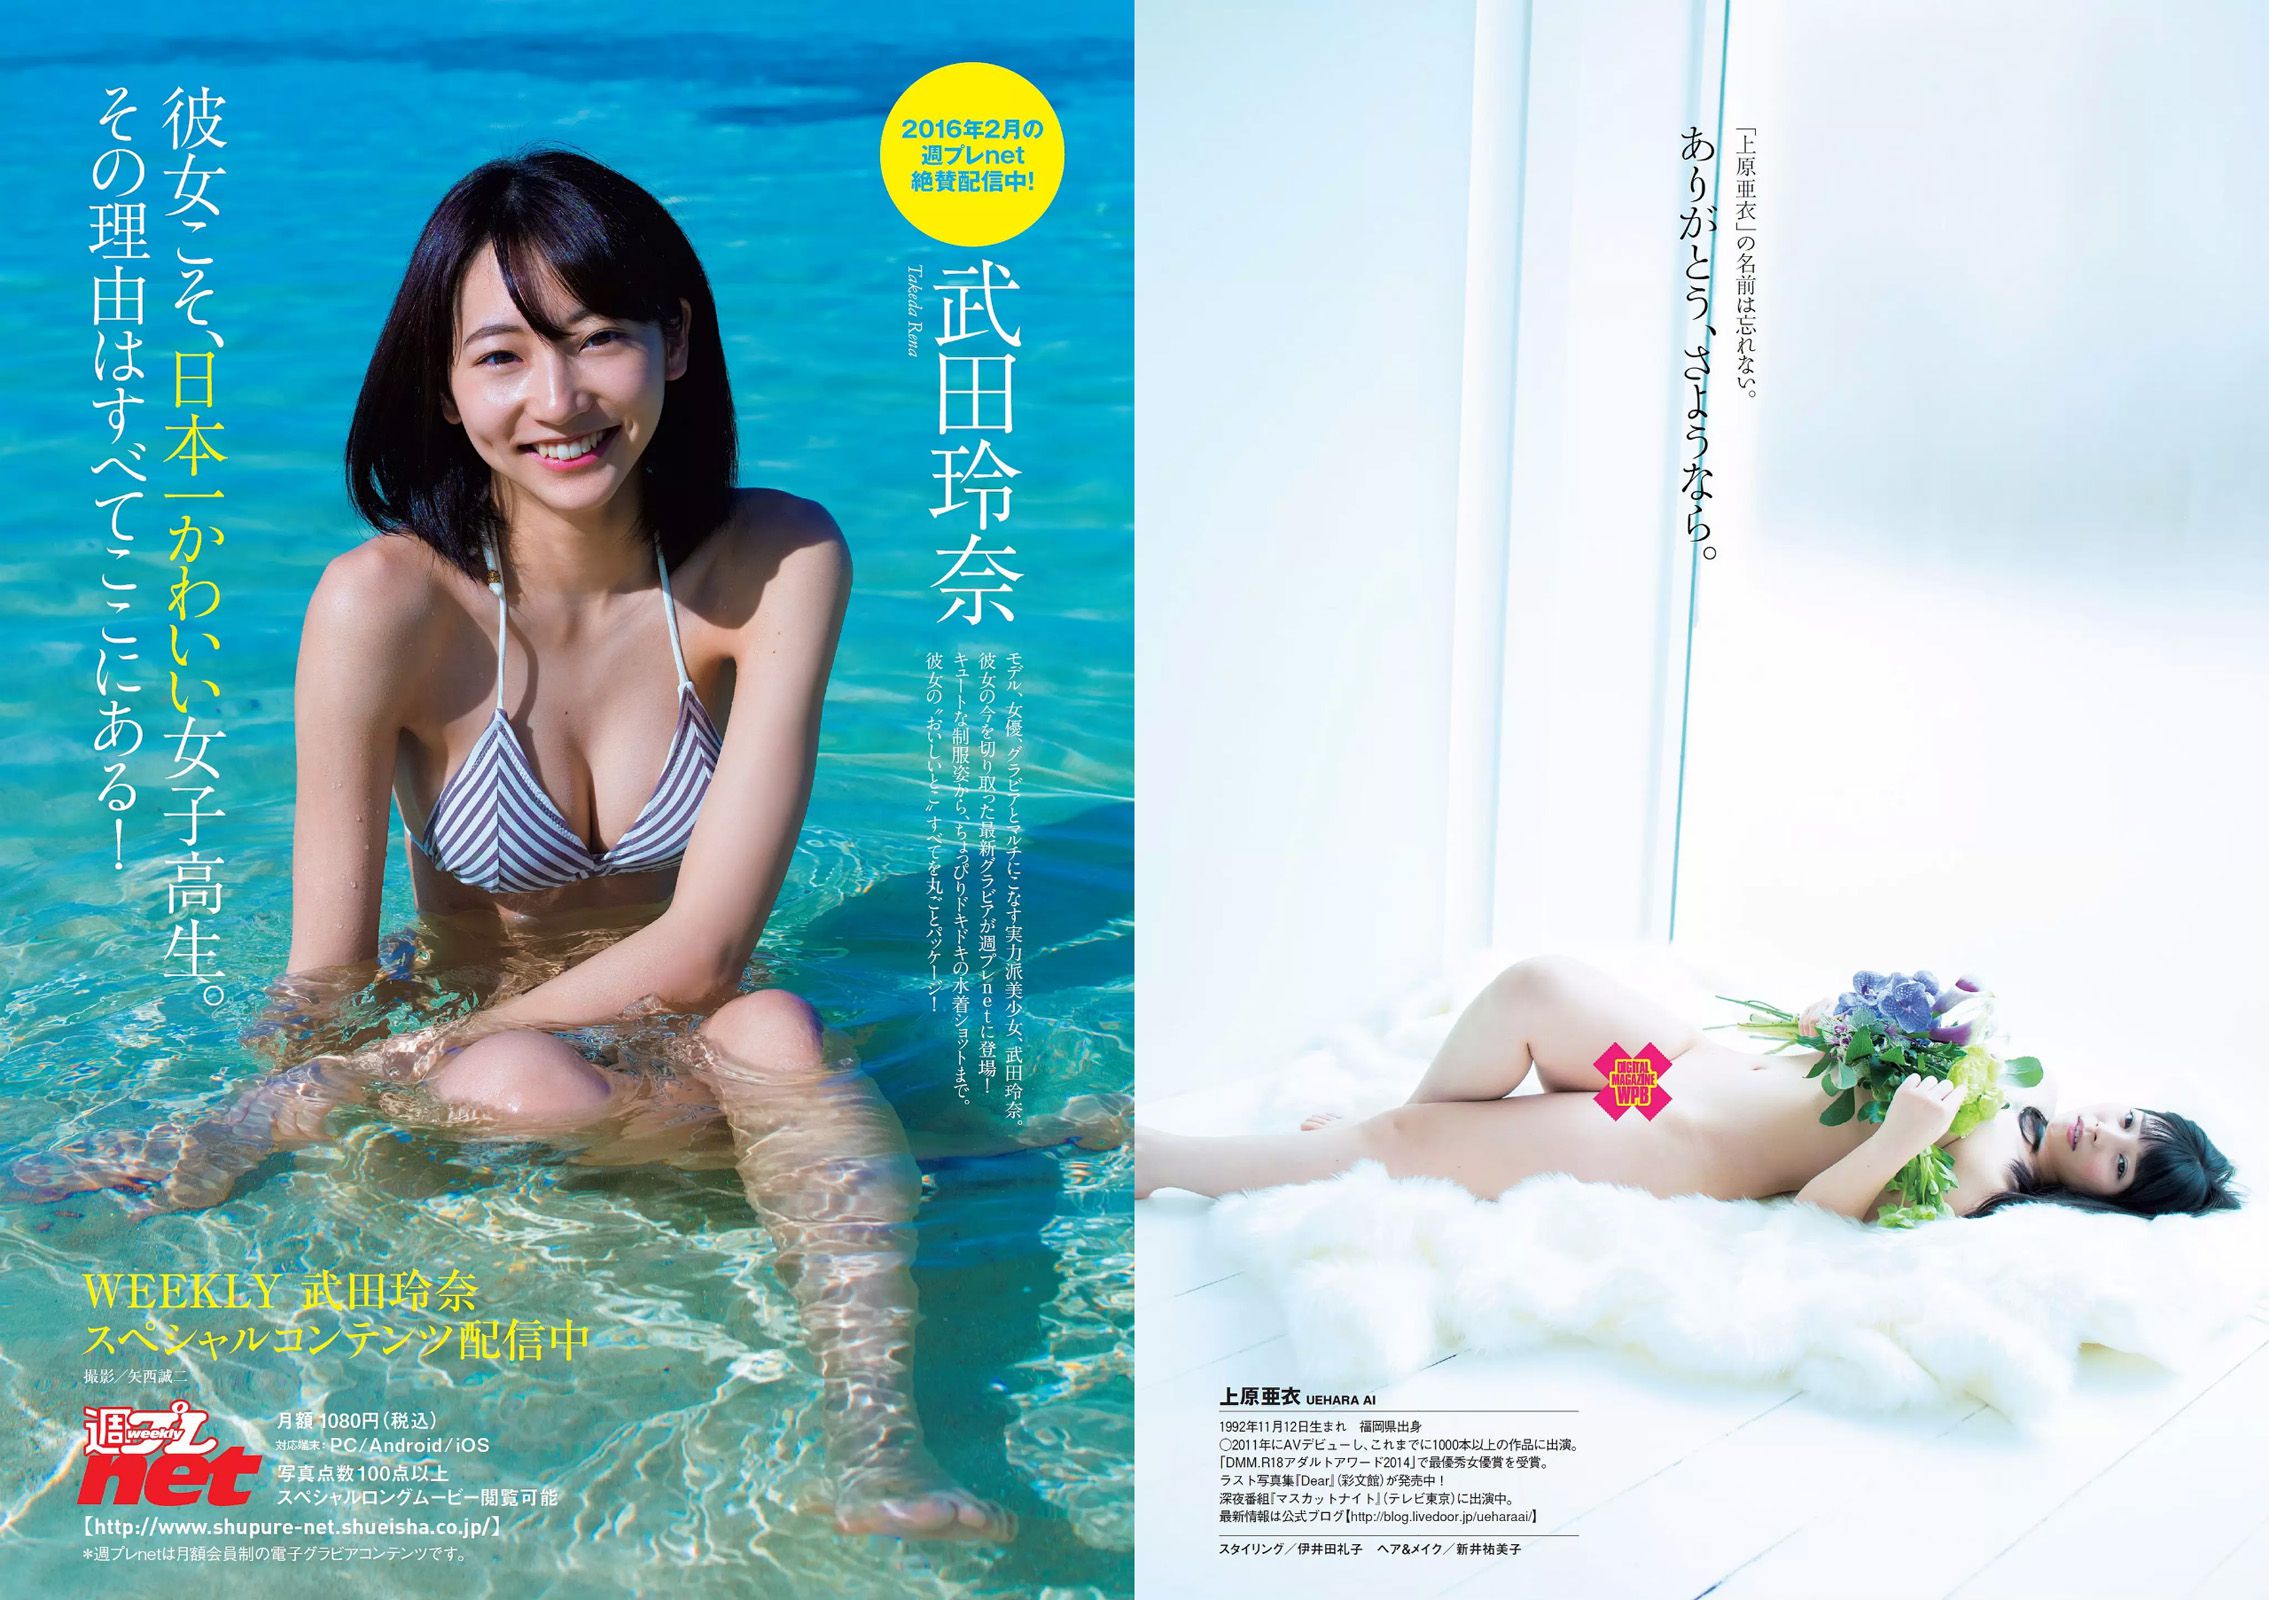 2016年2月の
週プレnet
絶賛配信中!
武田玲奈
Takeda Rena
モデル、女優、グラビアとマルチにこなす実力派美少女、武田玲奈。
彼女の今を切り取った最新グラビアが週プレnetに登場!
キュートな制服姿から、ちょっぴりドキドキの水着ショットまで。
彼女の〝おいしいとこ〟すべてを丸ごとパッケージ!
彼女こそ、日本一かわいい女子高生。
その理由はすべてここにある!
WEEKLY 武田玲奈
スペシャルコンテンツ配信中
撮影/矢西誠二
週プレ
weekly
net
月額1080円(税込)
対応端末:PC/Android/iOS
写真点数100点以上
スペシャルロングムービー閲覧可能
【http://www.shupure-net.shueisha.co.jp/】
*週プレnetは月額会員制の電子グラビアコンテンツです。
「上原亜衣」の名前は忘れない。
ありがとう、さようなら。
DIGITAL
MAGAZINE
WPB
上原亜衣 UEHARA AI
1992年11月12日生まれ 福岡県出身
○2011年にAVデビューし、これまでに1000本以上の作品に出演。
「DMM.R18アダルトアワード2014」で最優秀女優賞を受賞。
ラスト写真集『Dear』(彩文館)が発売中!
深夜番組『マスカットナイト』(テレビ東京)に出演中。
最新情報は公式ブログ【http://blog.livedoor.jp/ueharaai/】
スタイリング/伊井田礼子 ヘア&メイク/新井祐美子